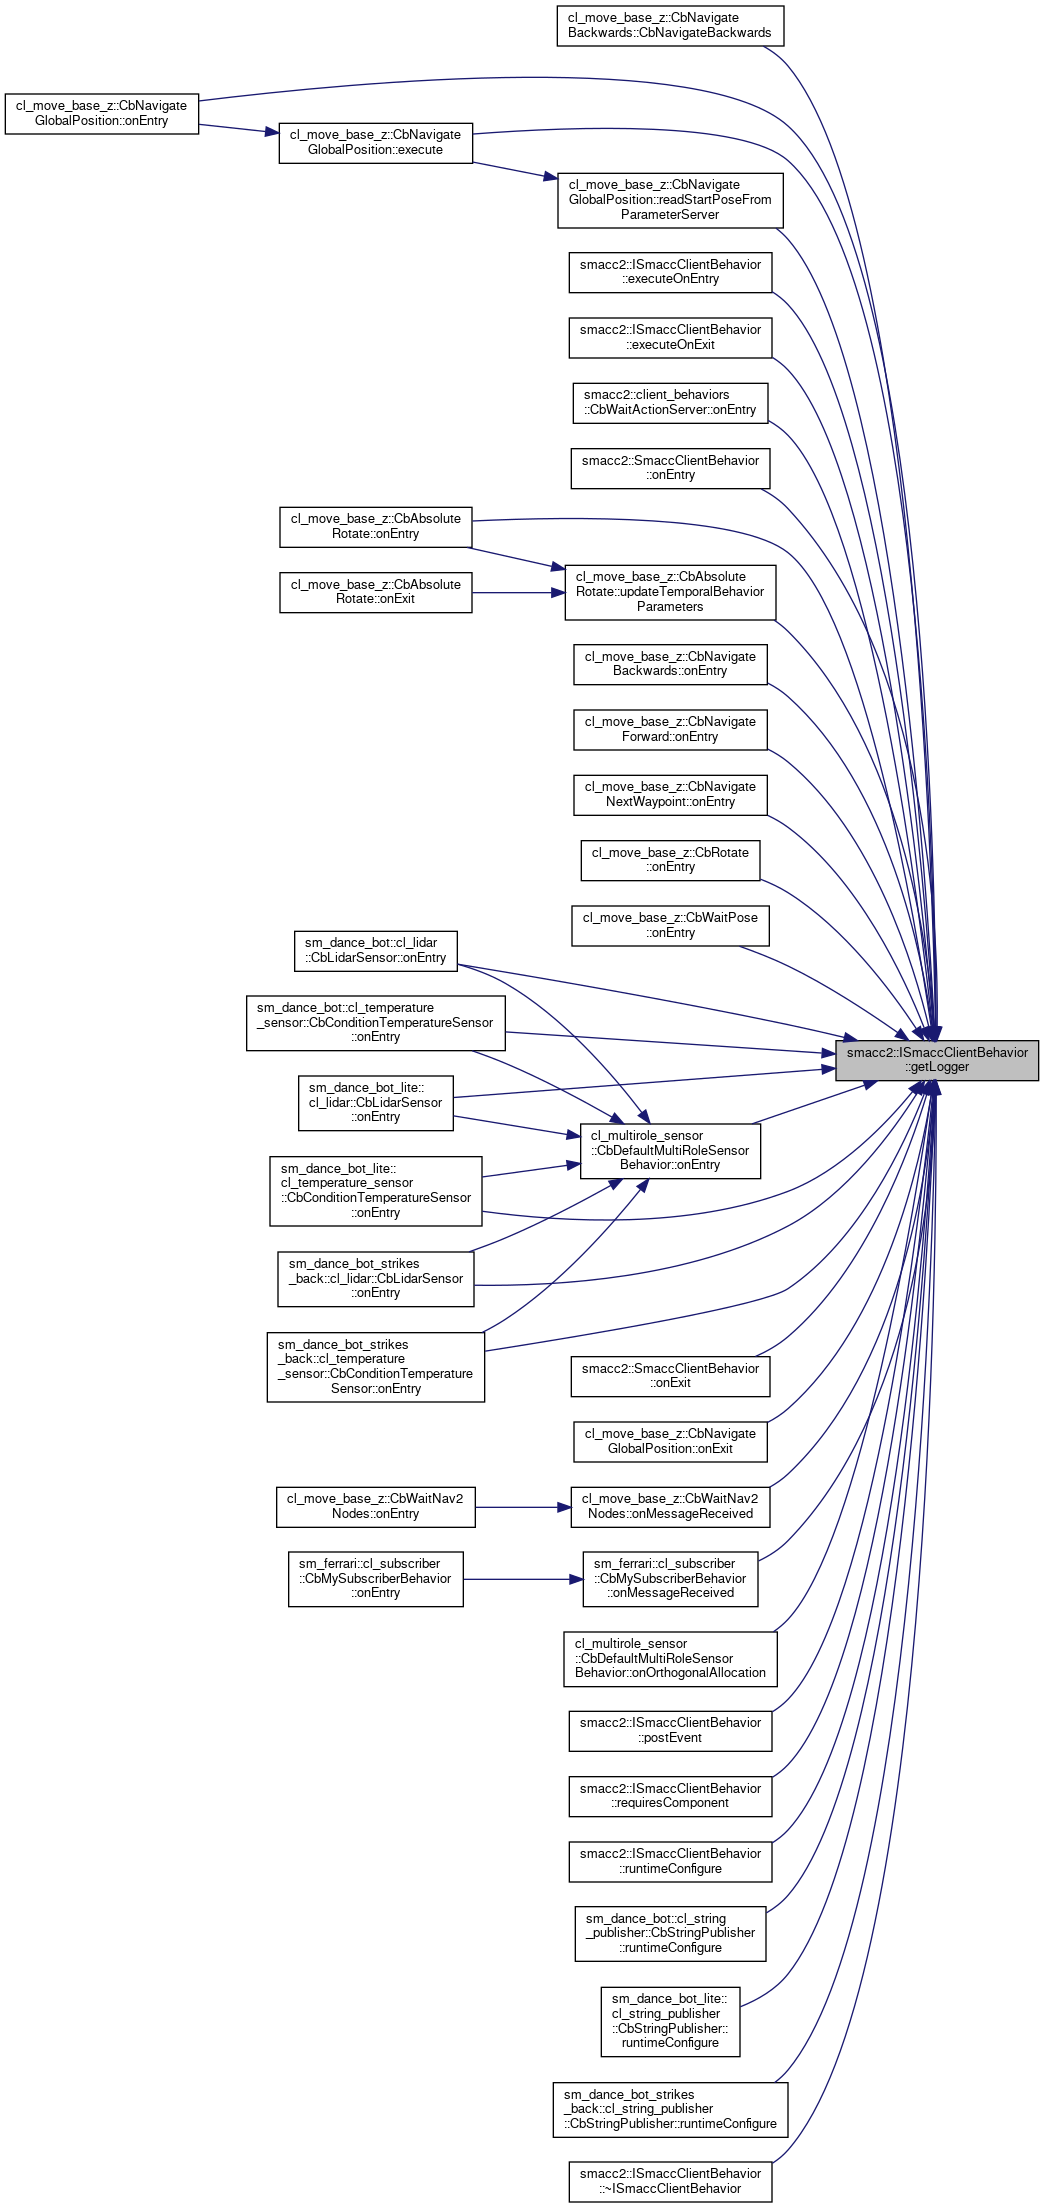 cl_move_base_z::CbNavigate
Backwards::CbNavigateBackwards
cl_move_base_z::CbNavigate
GlobalPosition::onEntry
cl_move_base_z::CbNavigate
GlobalPosition::execute
cl_move_base_z::CbNavigate
GlobalPosition::readStartPoseFrom
ParameterServer
smacc2::ISmaccClientBehavior
::executeOnEntry
smacc2::ISmaccClientBehavior
::executeOnExit
smacc2::client_behaviors
::CbWaitActionServer::onEntry
smacc2::SmaccClientBehavior
::onEntry
cl_move_base_z::CbAbsolute
Rotate::onEntry
cl_move_base_z::CbAbsolute
Rotate::updateTemporalBehavior
Parameters
cl_move_base_z::CbAbsolute
Rotate::onExit
cl_move_base_z::CbNavigate
Backwards::onEntry
cl_move_base_z::CbNavigate
Forward::onEntry
cl_move_base_z::CbNavigate
NextWaypoint::onEntry
cl_move_base_z::CbRotate
::onEntry
cl_move_base_z::CbWaitPose
::onEntry
sm_dance_bot::cl_lidar
::CbLidarSensor::onEntry
sm_dance_bot::cl_temperature
_sensor::CbConditionTemperatureSensor
::onEntry
smacc2::ISmaccClientBehavior
::getLogger
sm_dance_bot_lite::
cl_lidar::CbLidarSensor
::onEntry
cl_multirole_sensor
::CbDefaultMultiRoleSensor
Behavior::onEntry
sm_dance_bot_lite::
cl_temperature_sensor
::CbConditionTemperatureSensor
::onEntry
sm_dance_bot_strikes
_back::cl_lidar::CbLidarSensor
::onEntry
sm_dance_bot_strikes
_back::cl_temperature
_sensor::CbConditionTemperature
Sensor::onEntry
smacc2::SmaccClientBehavior
::onExit
cl_move_base_z::CbNavigate
GlobalPosition::onExit
cl_move_base_z::CbWaitNav2
Nodes::onEntry
cl_move_base_z::CbWaitNav2
Nodes::onMessageReceived
sm_ferrari::cl_subscriber
::CbMySubscriberBehavior
::onEntry
sm_ferrari::cl_subscriber
::CbMySubscriberBehavior
::onMessageReceived
cl_multirole_sensor
::CbDefaultMultiRoleSensor
Behavior::onOrthogonalAllocation
smacc2::ISmaccClientBehavior
::postEvent
smacc2::ISmaccClientBehavior
::requiresComponent
smacc2::ISmaccClientBehavior
::runtimeConfigure
sm_dance_bot::cl_string
_publisher::CbStringPublisher
::runtimeConfigure
sm_dance_bot_lite::
cl_string_publisher
::CbStringPublisher::
runtimeConfigure
sm_dance_bot_strikes
_back::cl_string_publisher
::CbStringPublisher::runtimeConfigure
smacc2::ISmaccClientBehavior
::~ISmaccClientBehavior